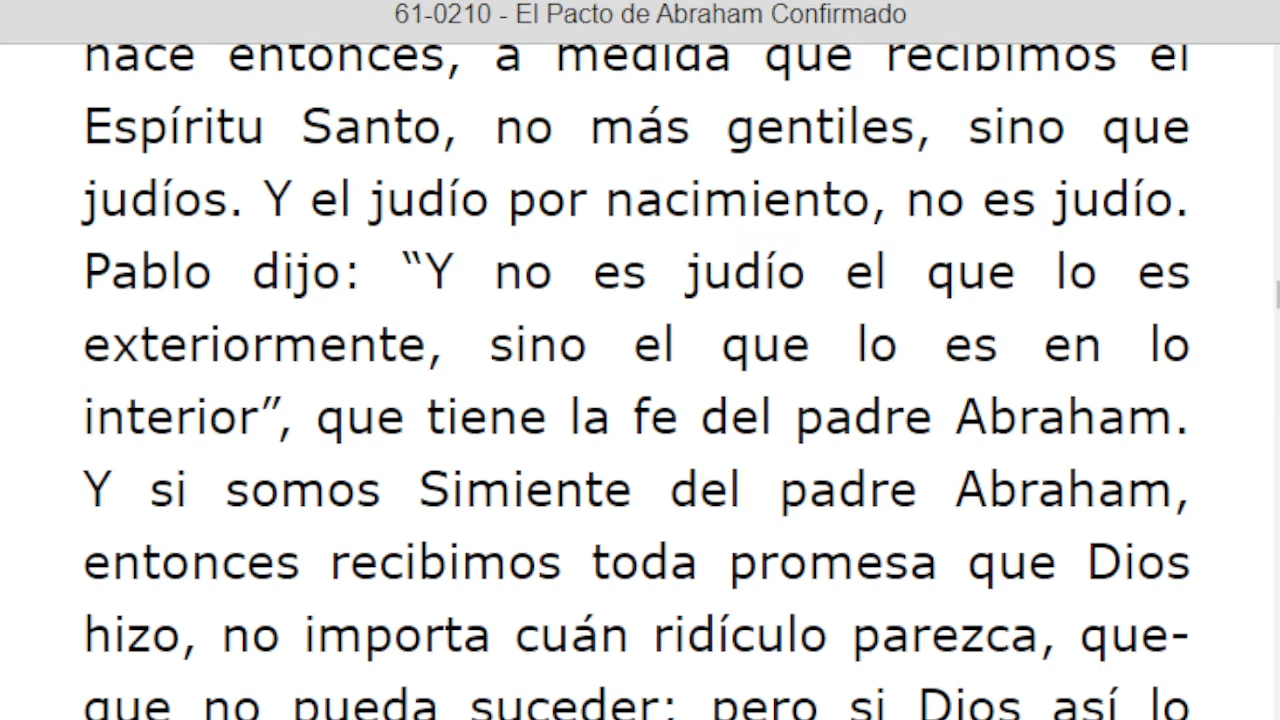 61-0210 - El Pacto de Abraham Confirmado
hace entonces, a medida que recibimos el
Espíritu Santo, no más gentiles, sino que
judíos. Y el judío por nacimiento, no es judío.
Pablo dijo: “Y no es judío el que lo es
exteriormente, sino el que lo es en lo
interior”, que tiene la fe del padre Abraham.
Y si somos Simiente del padre Abraham,
entonces recibimos toda promesa que Dios
hizo, no importa cuán ridículo parezca, que-
que no pueda suceder; pero si Dios así lo